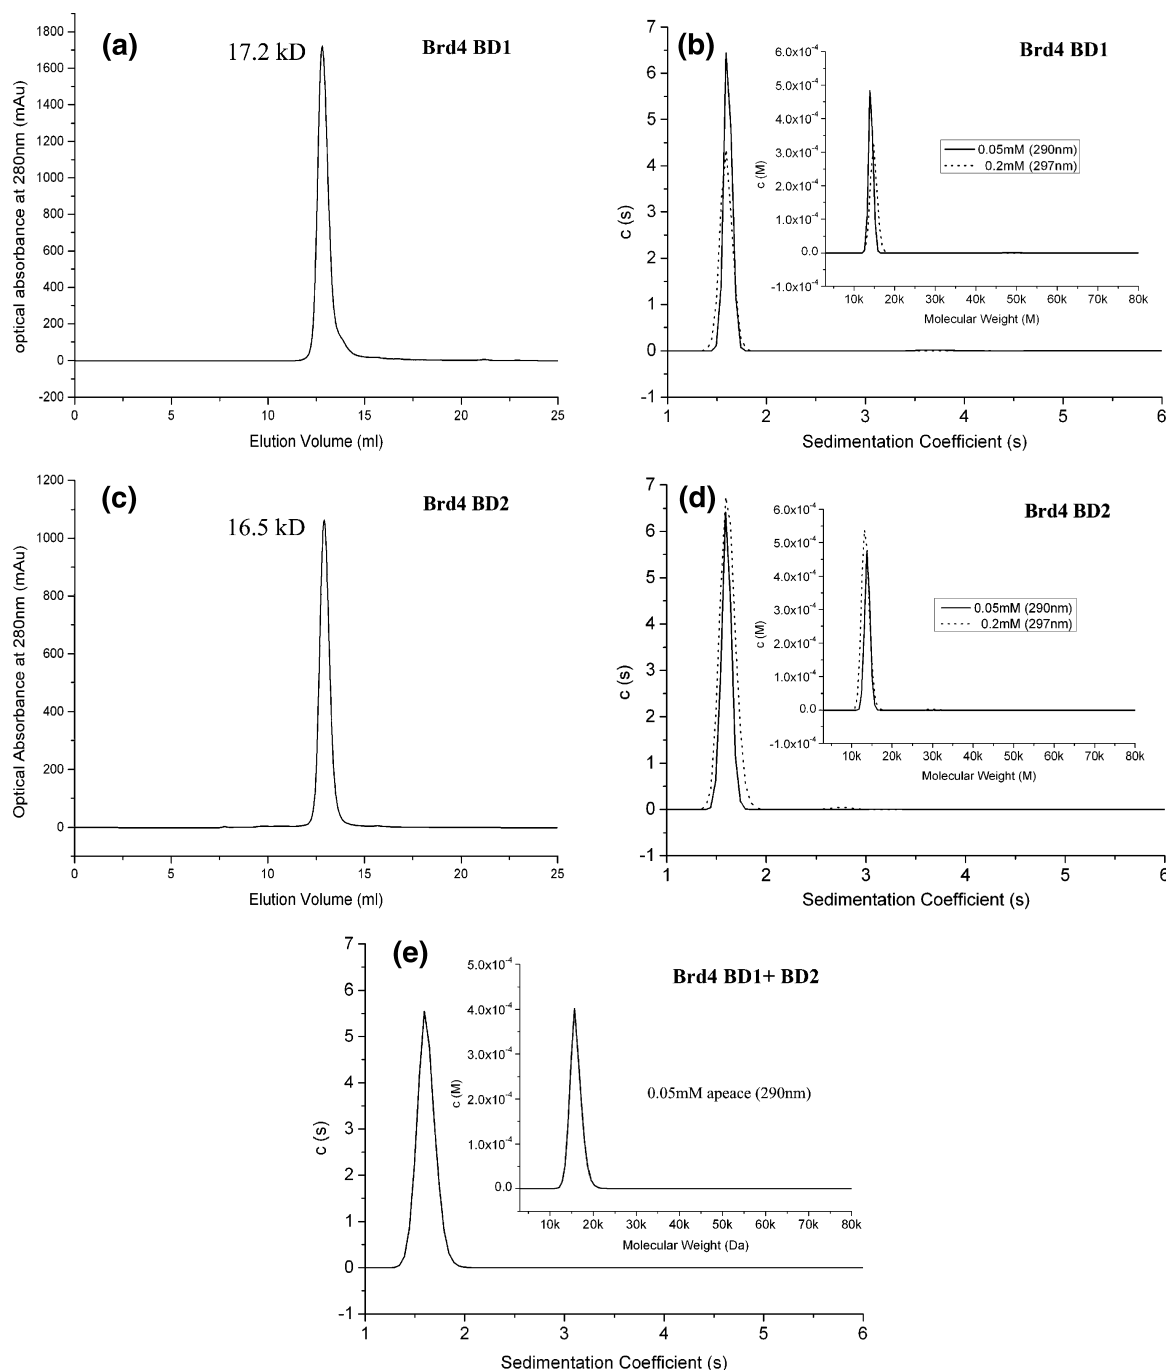 (a)
17.2 kD
Brd4 BD1
optical absorbance at 280nm (mAu)
1800
1600
1400
1200
1000
800
600
400
200
0
-200
0 5 10 15 20 25
Elution Volume (ml)
(b)
Brd4 BD1
c (s)
7
6
5
4
3
2
1
0
-1
1 2 3 4 5 6
Sedimentation Coefficient (s)
c (M)
6.0x10⁻⁴
5.0x10⁻⁴
4.0x10⁻⁴
3.0x10⁻⁴
2.0x10⁻⁴
1.0x10⁻⁴
0.0
-1.0x10⁻⁴
10k 20k 30k 40k 50k 60k 70k 80k
Molecular Weight (M)
0.05mM (290nm)
0.2mM (297nm)
(c)
16.5 kD
Brd4 BD2
Optical Absorbance at 280nm (mAu)
1200
1000
800
600
400
200
0
0 5 10 15 20 25
Elution Volume (ml)
(d)
Brd4 BD2
c (s)
7
6
5
4
3
2
1
0
-1
1 2 3 4 5 6
Sedimentation Coefficient (s)
c (M)
6.0x10⁻⁴
5.0x10⁻⁴
4.0x10⁻⁴
3.0x10⁻⁴
2.0x10⁻⁴
1.0x10⁻⁴
0.0
-1.0x10⁻⁴
10k 20k 30k 40k 50k 60k 70k 80k
Molecular Weight (M)
0.05mM (290nm)
0.2mM (297nm)
(e)
Brd4 BD1+ BD2
c (s)
7
6
5
4
3
2
1
0
-1
1 2 3 4 5 6
Sedimentation Coefficient (s)
c (M)
5.0x10⁻⁴
4.0x10⁻⁴
3.0x10⁻⁴
2.0x10⁻⁴
1.0x10⁻⁴
0.0
10k 20k 30k 40k 50k 60k 70k 80k
Molecular Weight (Da)
0.05mM apeace (290nm)